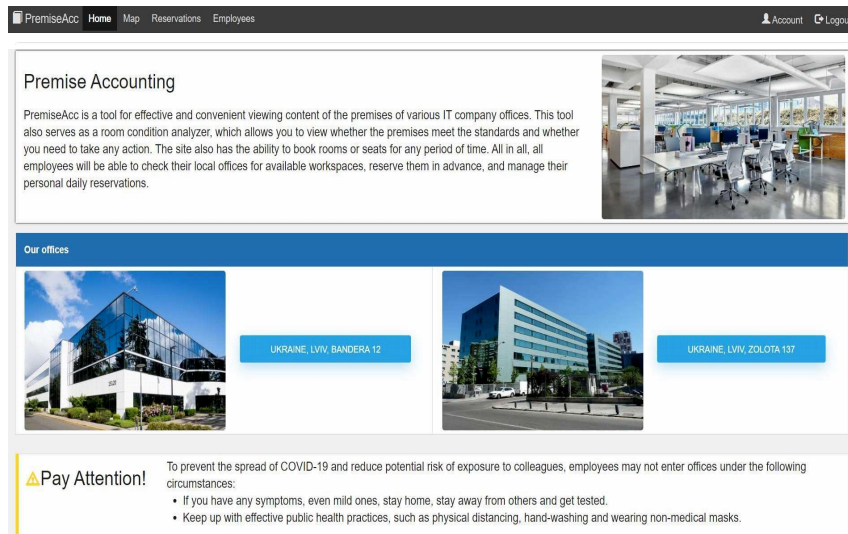 PremiseAcc Home Map Reservations Employees Account Logou
Premise Accounting
PremiseAcc is a tool for effective and convenient viewing content of the premises of various IT company offices. This tool
also serves as a room condition analyzer, which allows you to view whether the premises meet the standards and whether
you need to take any action. The site also has the ability to book rooms or seats for any period of time. All in all, all
employees will be able to check their local offices for available workspaces, reserve them in advance, and manage their
personal daily reservations.
Our offices
UKRAINE, LVIV, BANDERA 12
UKRAINE, LVIV, ZOLOTA 137
Pay Attention!
To prevent the spread of COVID-19 and reduce potential risk of exposure to colleagues, employees may not enter offices under the following
circumstances:
• If you have any symptoms, even mild ones, stay home, stay away from others and get tested.
• Keep up with effective public health practices, such as physical distancing, hand-washing and wearing non-medical masks.